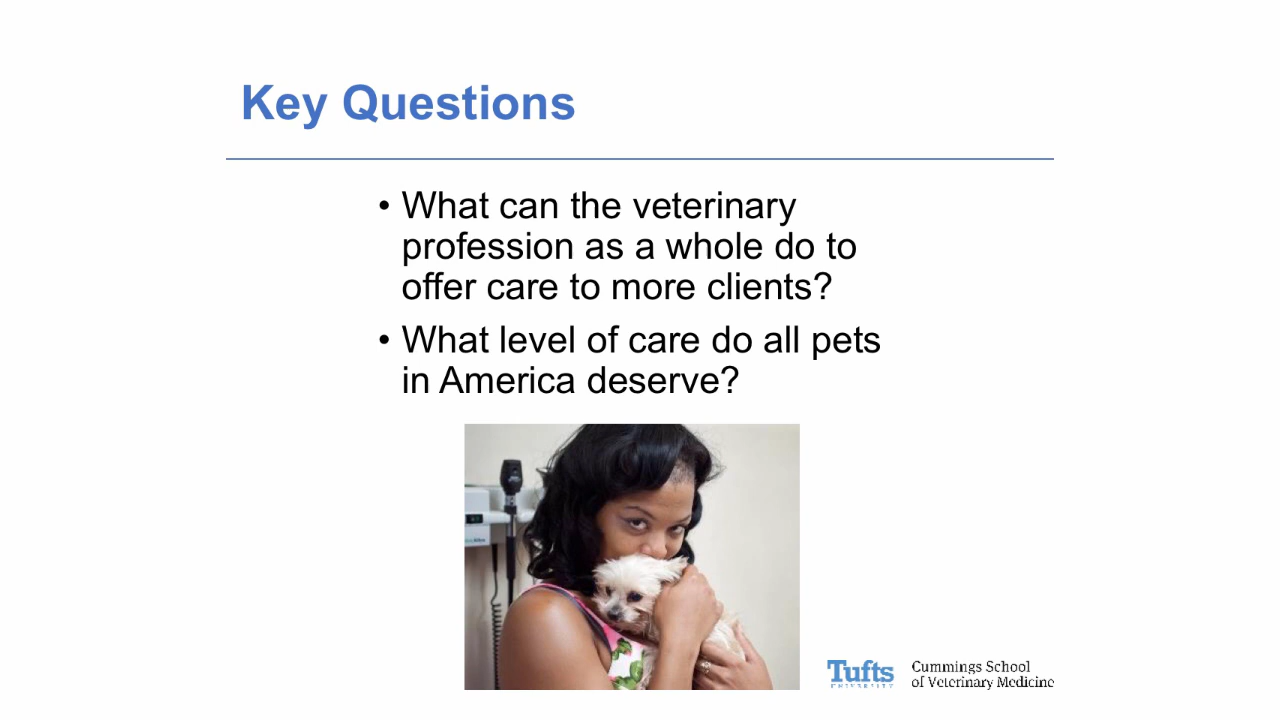 Key Questions
• What can the veterinary
profession as a whole do to
offer care to more clients?
• What level of care do all pets
in America deserve?
Tufts
UNIVERSITY
Cummings School
of Veterinary Medicine